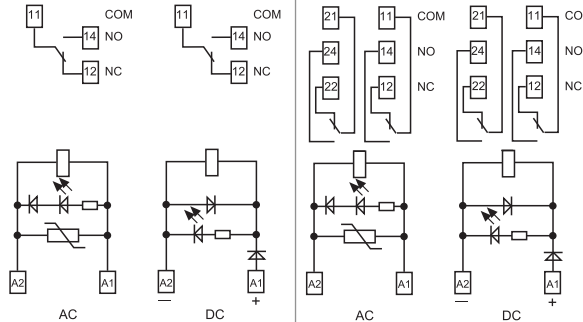 11 COM 11 COM 21 11 COM 21 11 CO
14 NO 14 NO 24 14 NO 24 14 NO
12 NC 12 NC 22 12 NC 22 12 NC
A2 A1 A2 A1 A2 A1 A2 A1
— + — +
AC DC AC DC